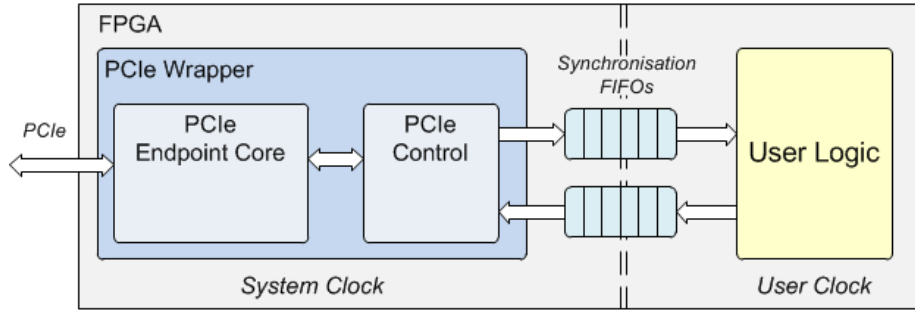 FPGA
PCIe Wrapper
PCIe
PCIe
Endpoint Core
PCIe
Control
Synchronisation
FIFOs
User Logic
System Clock
User Clock